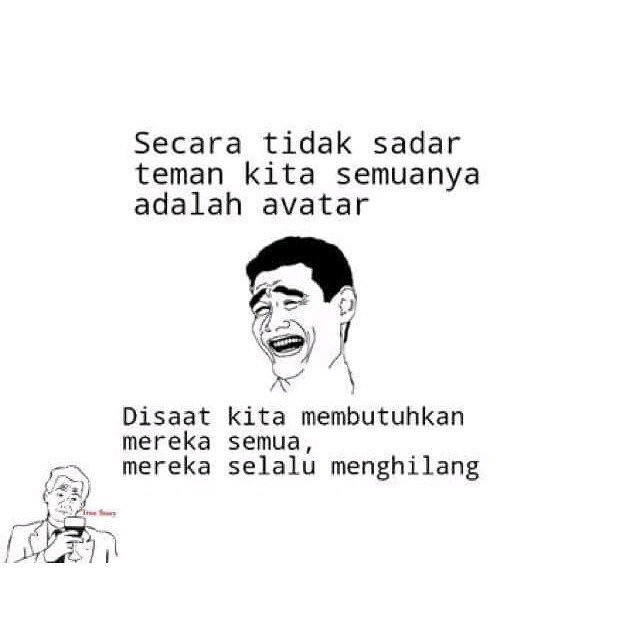 Secara tidak sadar
teman kita semuanya
adalah avatar
Disaat kita membutuhkan
mereka semua,
mereka selalu menghilang
True Story